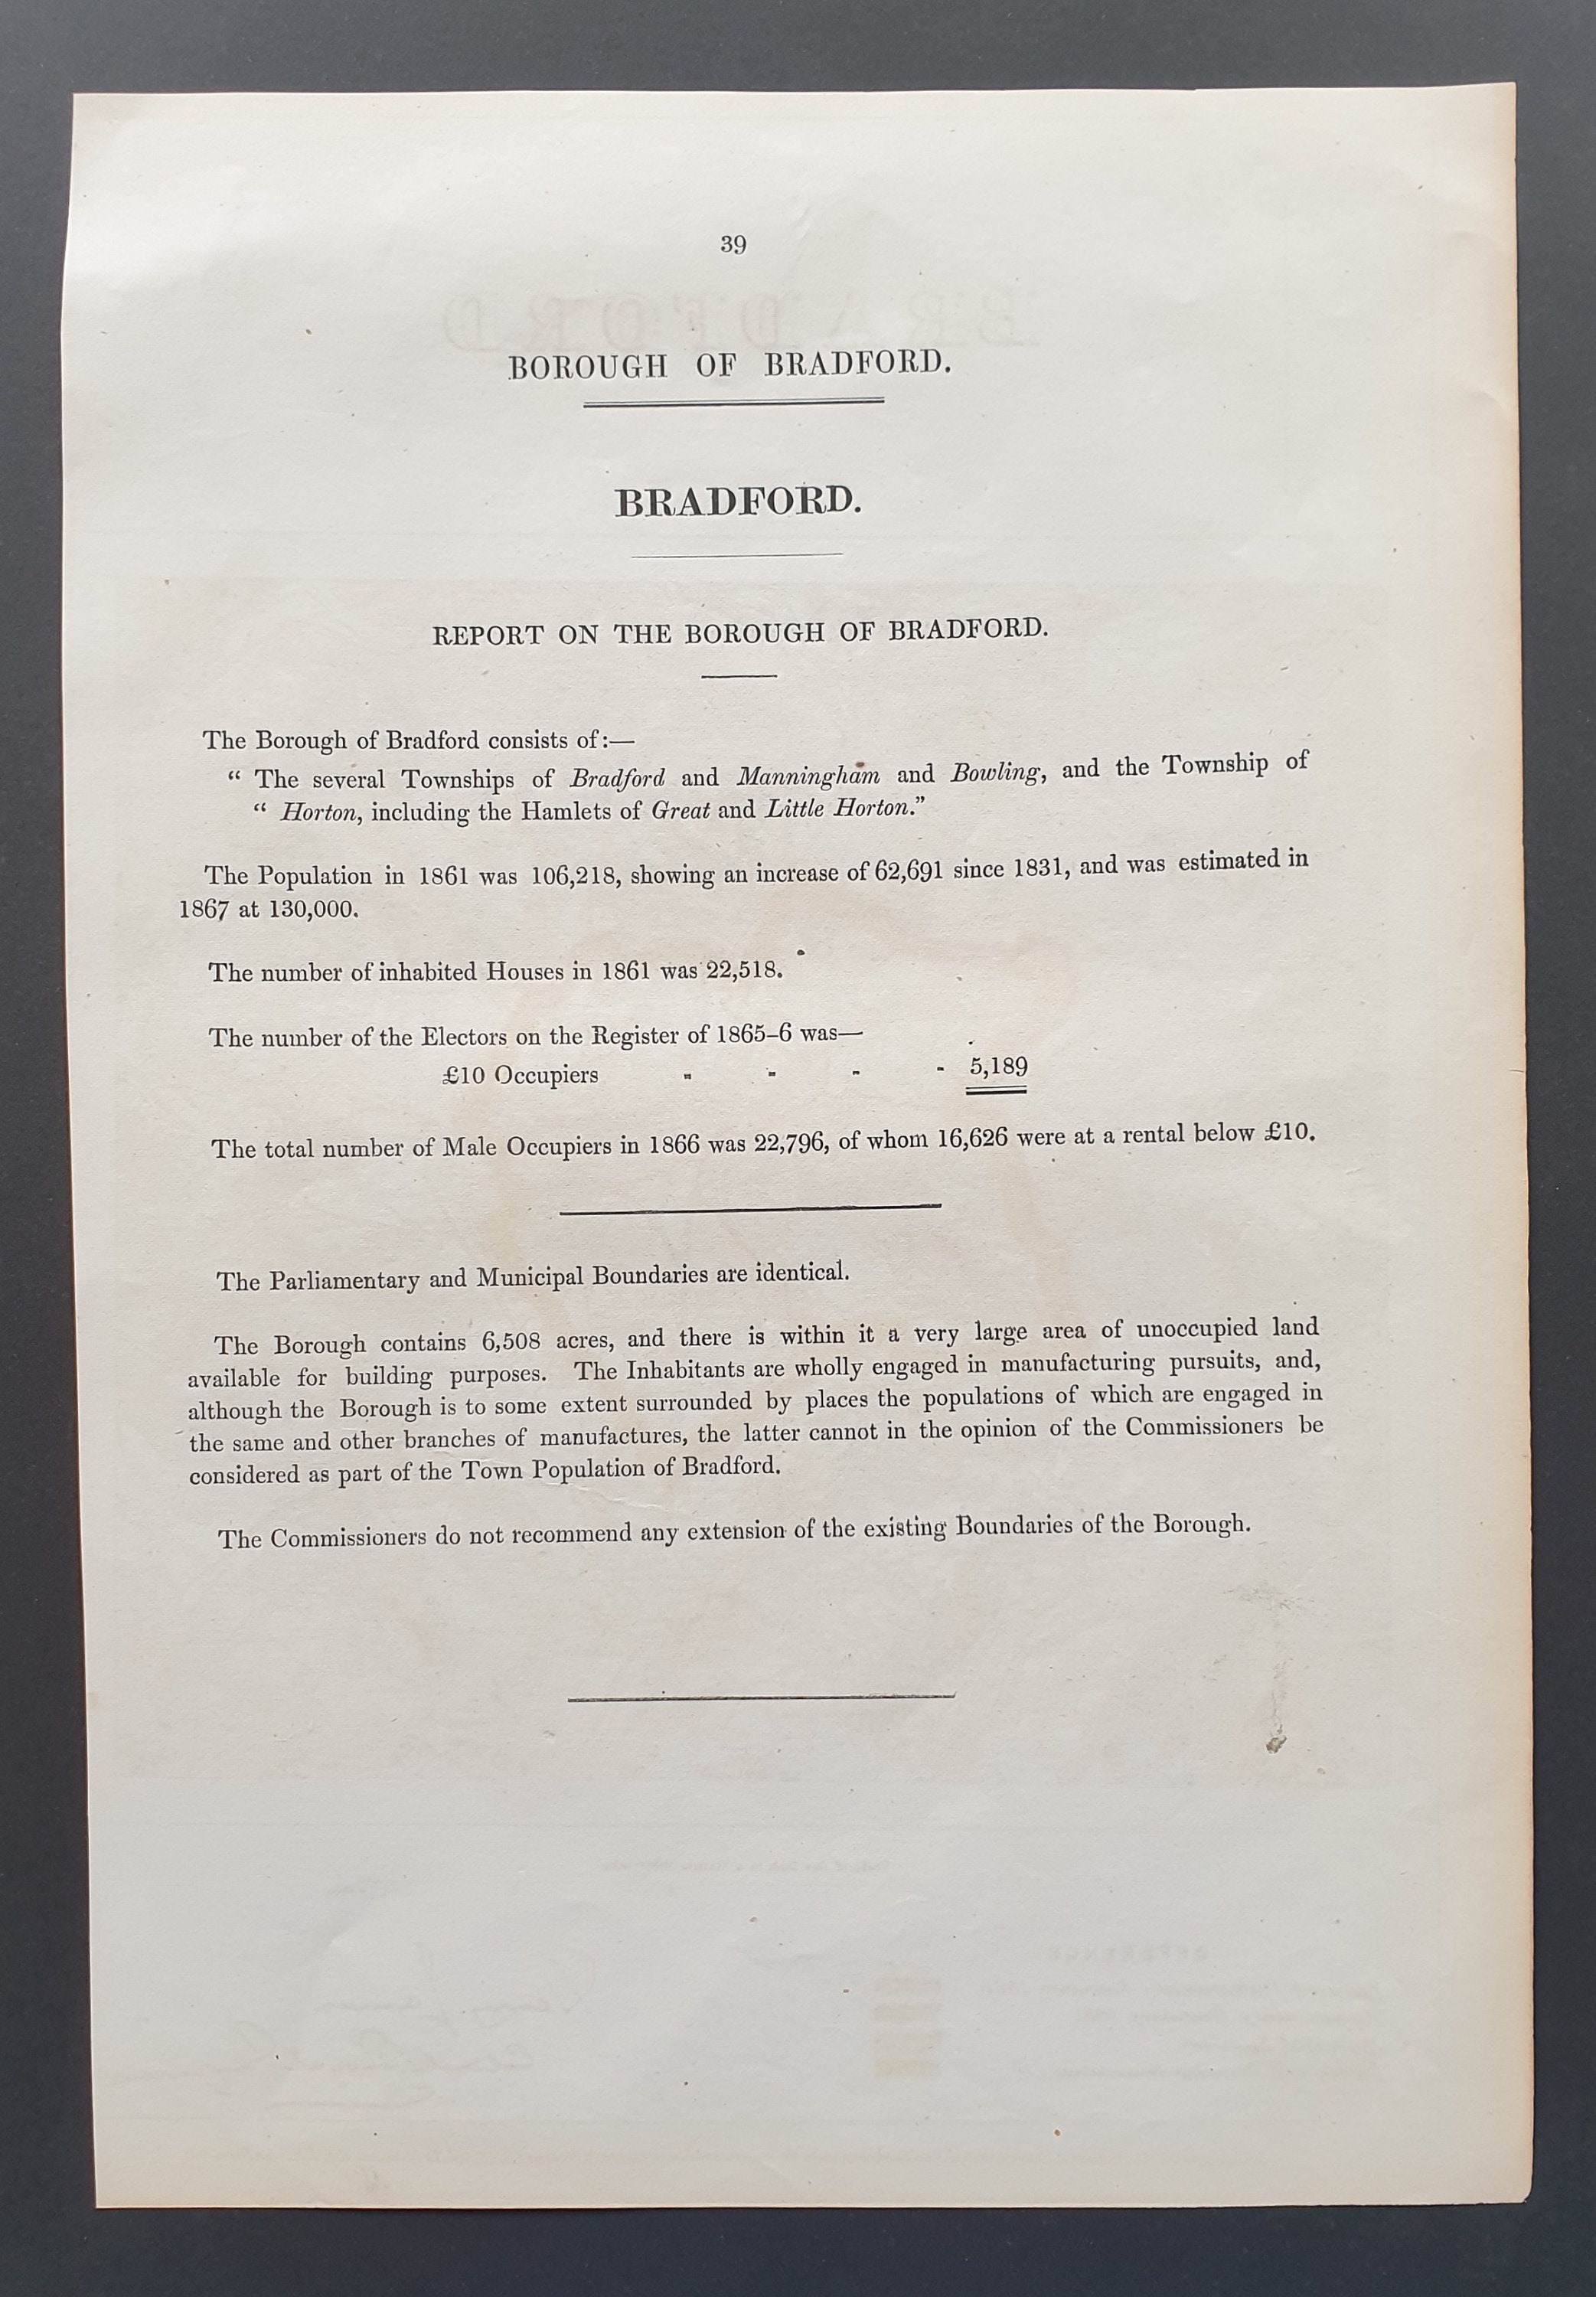 39
BOROUGH OF BRADFORD.
BRADFORD.
REPORT ON THE BOROUGH OF BRADFORD.
The Borough of Bradford consists of:—
“ The several Townships of Bradford and Manningham and Bowling, and the Township of
“ Horton, including the Hamlets of Great and Little Horton.”
The Population in 1861 was 106,218, showing an increase of 62,691 since 1831, and was estimated in
1867 at 130,000.
The number of inhabited Houses in 1861 was 22,518.
The number of the Electors on the Register of 1865–6 was—
£10 Occupiers - - - - 5,189
The total number of Male Occupiers in 1866 was 22,796, of whom 16,626 were at a rental below £10.
The Parliamentary and Municipal Boundaries are identical.
The Borough contains 6,508 acres, and there is within it a very large area of unoccupied land
available for building purposes. The Inhabitants are wholly engaged in manufacturing pursuits, and,
although the Borough is to some extent surrounded by places the populations of which are engaged in
the same and other branches of manufactures, the latter cannot in the opinion of the Commissioners be
considered as part of the Town Population of Bradford.
The Commissioners do not recommend any extension of the existing Boundaries of the Borough.